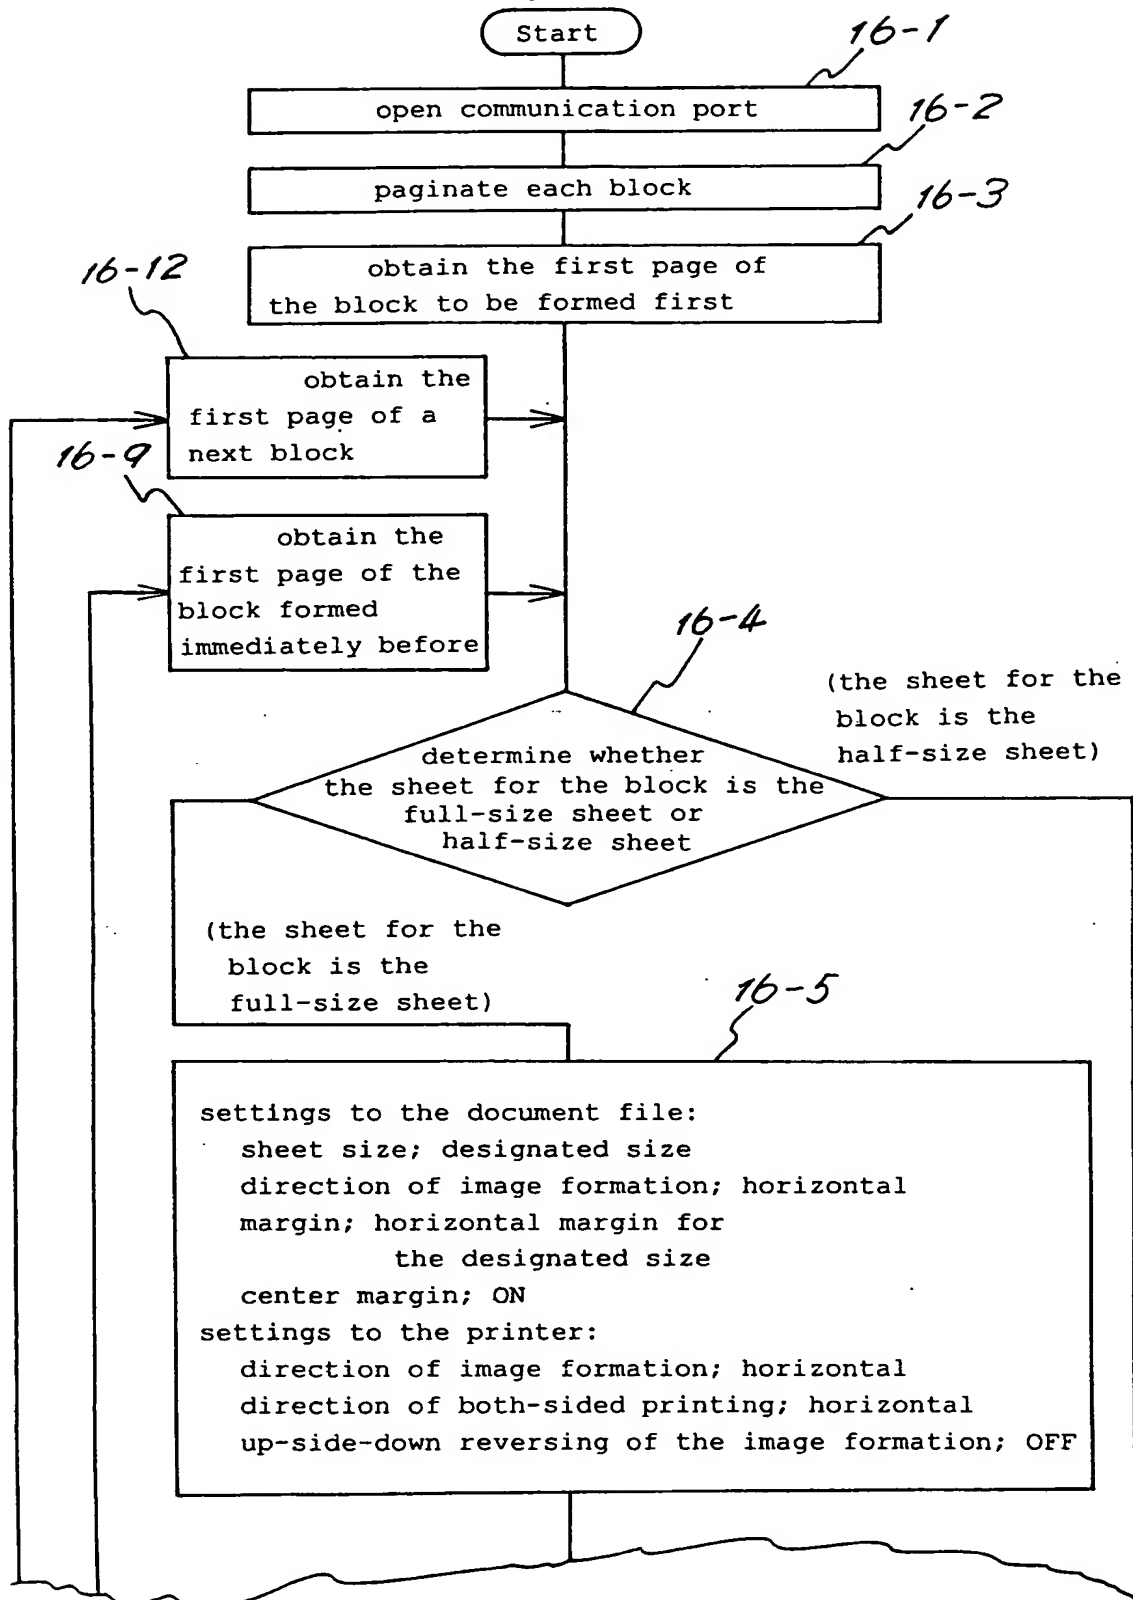 Start
16-1
open communication port
16-2
paginate each block
16-3
obtain the first page of
the block to be formed first
16-12
obtain the
first page of a
next block
16-9
obtain the
first page of the
block formed
immediately before
16-4
(the sheet for the
block is the
half-size sheet)
determine whether
the sheet for the block is the
full-size sheet or
half-size sheet
(the sheet for the
block is the
full-size sheet)
16-5
settings to the document file:
sheet size; designated size
direction of image formation; horizontal
margin; horizontal margin for
the designated size
center margin; ON
settings to the printer:
direction of image formation; horizontal
direction of both-sided printing; horizontal
up-side-down reversing of the image formation; OFF